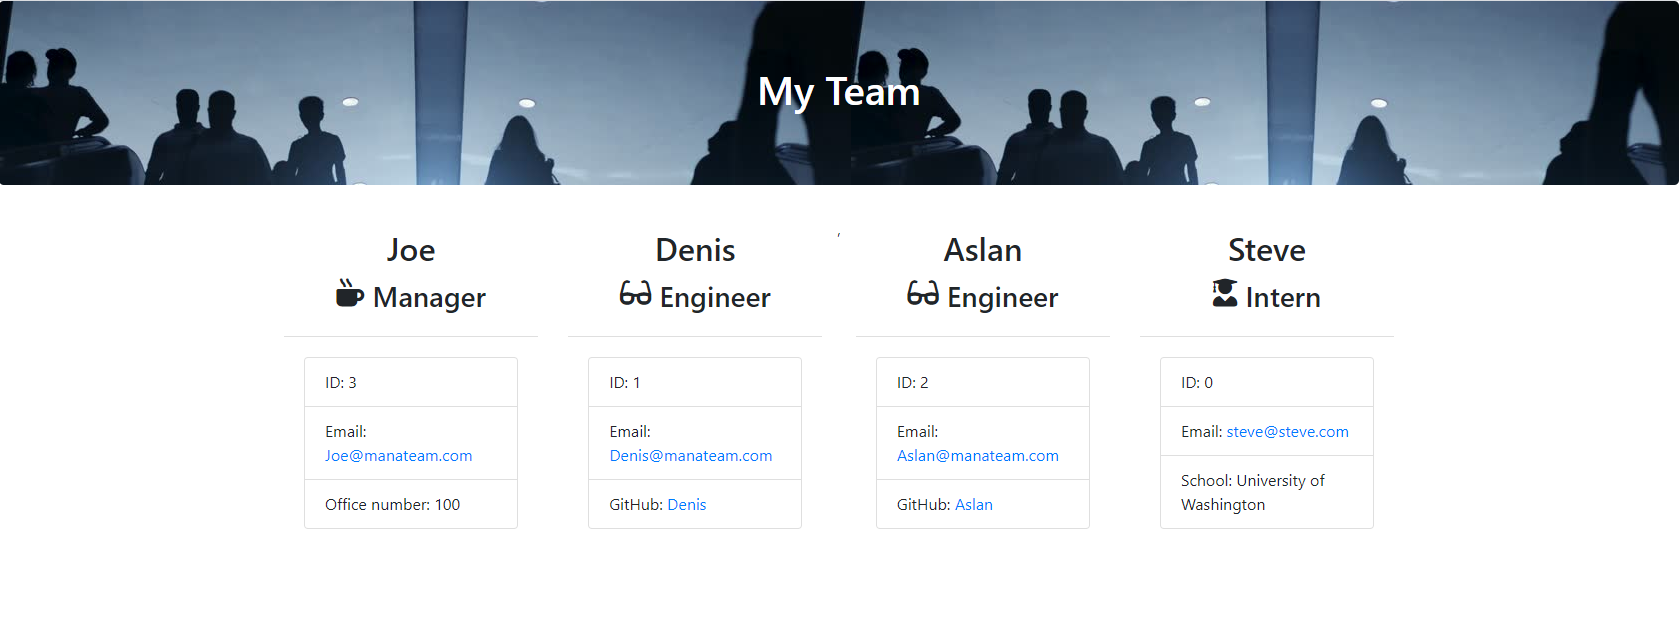 My Team
Joe
Manager
ID: 3
Email:
Joe@manateam.com
Office number: 100
Denis
Engineer
ID: 1
Email:
Denis@manateam.com
GitHub: Denis
,
Aslan
Engineer
ID: 2
Email:
Aslan@manateam.com
GitHub: Aslan
Steve
Intern
ID: 0
Email: steve@steve.com
School: University of
Washington